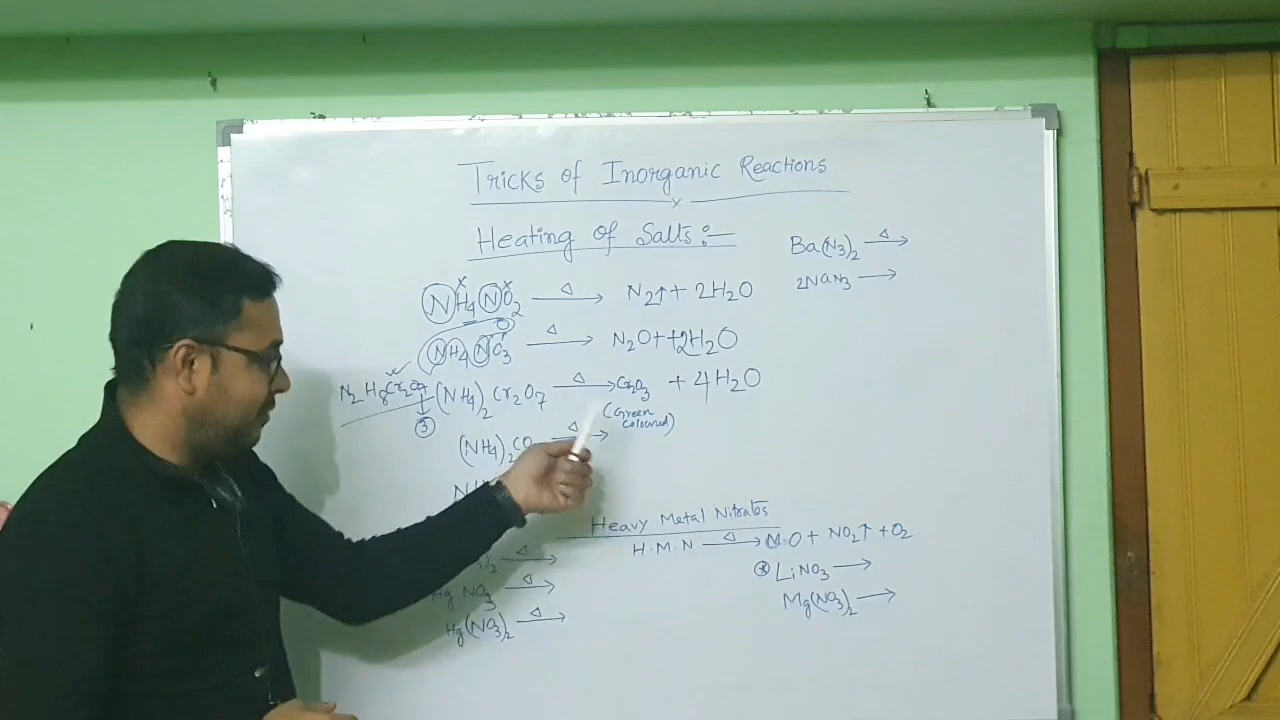 Tricks of Inorganic Reactions
Heating of Salts:-
NH4NO2 —Δ→ N2↑ + 2H2O
NH4NO3 —Δ→ N2O↑ + 2H2O
N2H8Cr2O7 (NH4)2Cr2O7 —Δ→ Cr2O3 + 4H2O
3
(Green
coloured)
(NH4)2CO —Δ→
Ba(N3)2 —Δ→
2NaN3 →
Heavy Metal Nitrates
H.M.N —Δ→ M.O + NO2↑ + O2
LiNO3 →
Mg(NO3)2 →
)2 —Δ→
Hg NO3 —Δ→
Hg(NO3)2 —Δ→